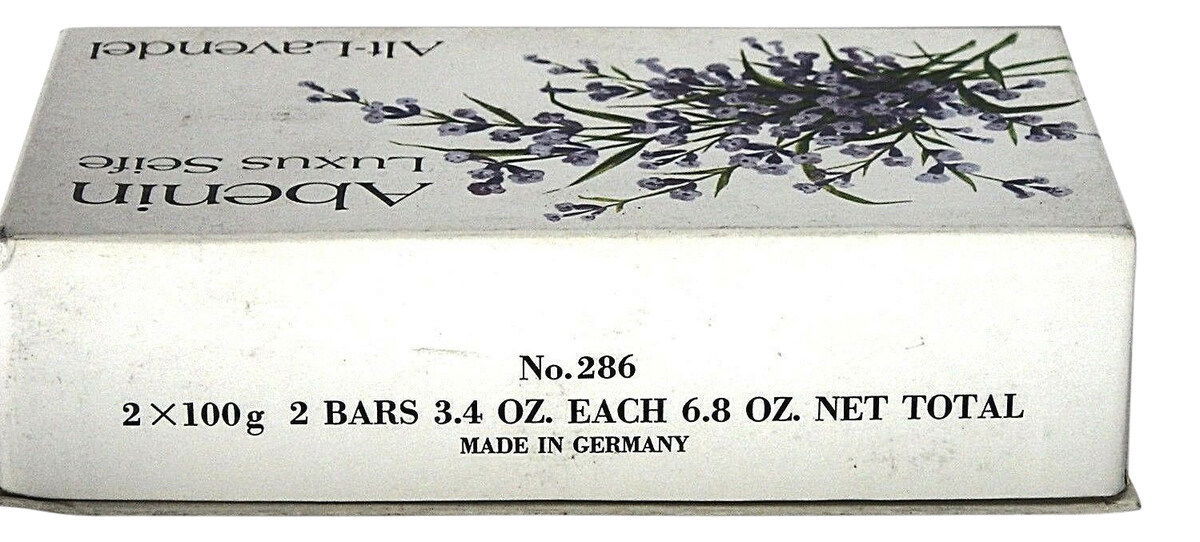 Alt-Lavendel
Luxus Seife
Abenin
No.286
2×100g 2 BARS 3.4 OZ. EACH 6.8 OZ. NET TOTAL
MADE IN GERMANY